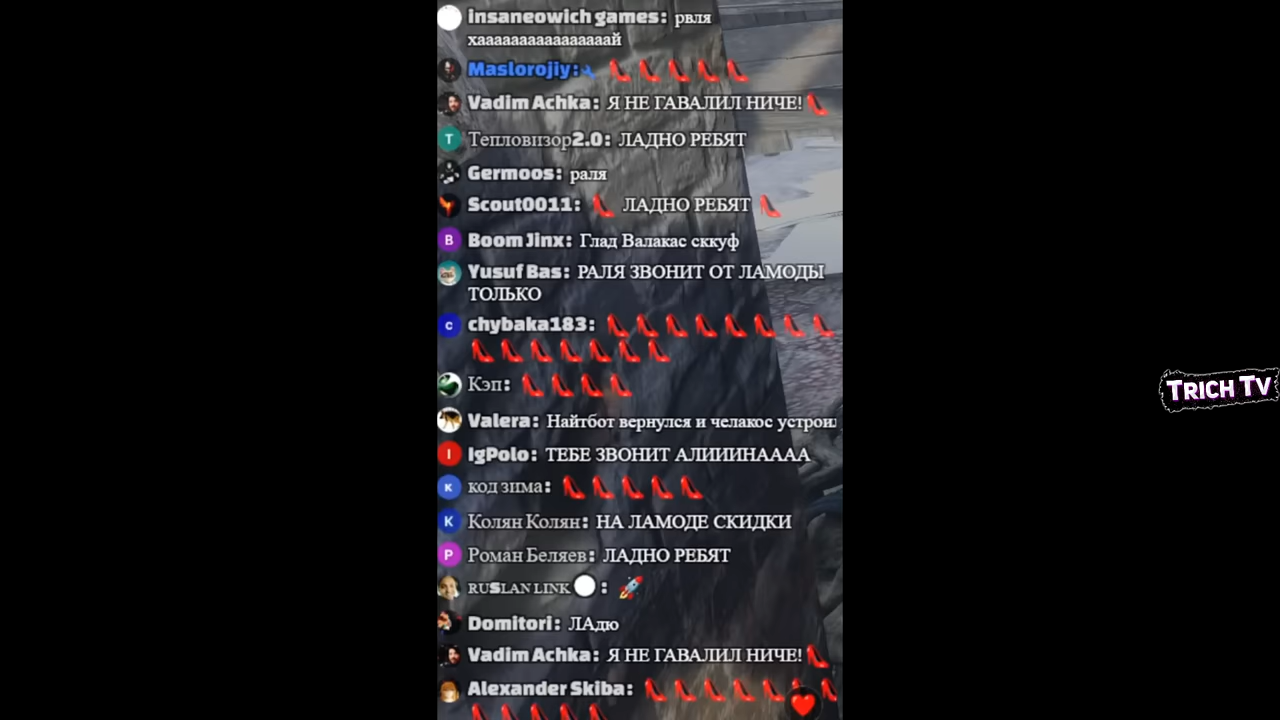 insaneowich games: рвля
хаааааааааааааааай
Maslorojiy: 👠👠👠👠👠
Vadim Achka: Я НЕ ГАВАЛИЛ НИЧЕ!👠
T Тепловизор2.0: ЛАДНО РЕБЯТ
Germoos: раля
Scout0011: 👠 ЛАДНО РЕБЯТ 👠
B Boom Jinx: Глад Валакас сккуф
Yusuf Bas: РАЛЯ ЗВОНИТ ОТ ЛАМОДЫ
ТОЛЬКО
c chybaka183: 👠👠👠👠👠👠👠👠
👠👠👠👠👠👠👠
Кэп: 👠👠👠👠
Valera: Найтбот вернулся и челакос устроил
I IgPolo: ТЕБЕ ЗВОНИТ АЛИИИНАААА
к код зима: 👠👠👠👠👠
К Колян Колян: НА ЛАМОДЕ СКИДКИ
Р Роман Беляев: ЛАДНО РЕБЯТ
RUSLAN LINK : 🚀
Domitori: ЛАдю
Vadim Achka: Я НЕ ГАВАЛИЛ НИЧЕ!👠
Alexander Skiba: 👠👠👠👠👠👠👠
👠👠👠👠👠
TRICH TV